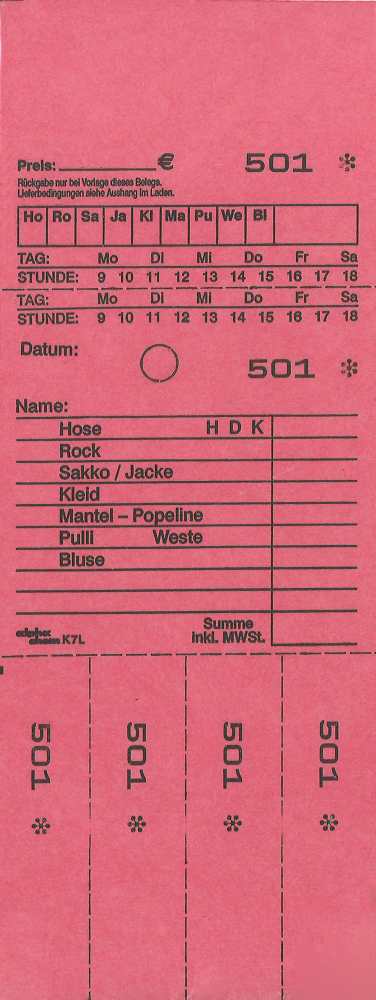 Preis: €  501 *
Rückgabe nur bei Vorlage dieses Belegs.
Lieferbedingungen siehe Aushang im Laden.
Ho Ro Sa Ja Kl Ma Pu We Bl
TAG: Mo Di Mi Do Fr Sa
STUNDE: 9 10 11 12 13 14 15 16 17 18
TAG: Mo Di Mi Do Fr Sa
STUNDE: 9 10 11 12 13 14 15 16 17 18
Datum:
501 *
Name:
Hose H D K
Rock
Sakko / Jacke
Kleid
Mantel – Popeline
Pulli Weste
Bluse
Summe
K7L inkl. MWSt.
501 *
501 *
501 *
501 *